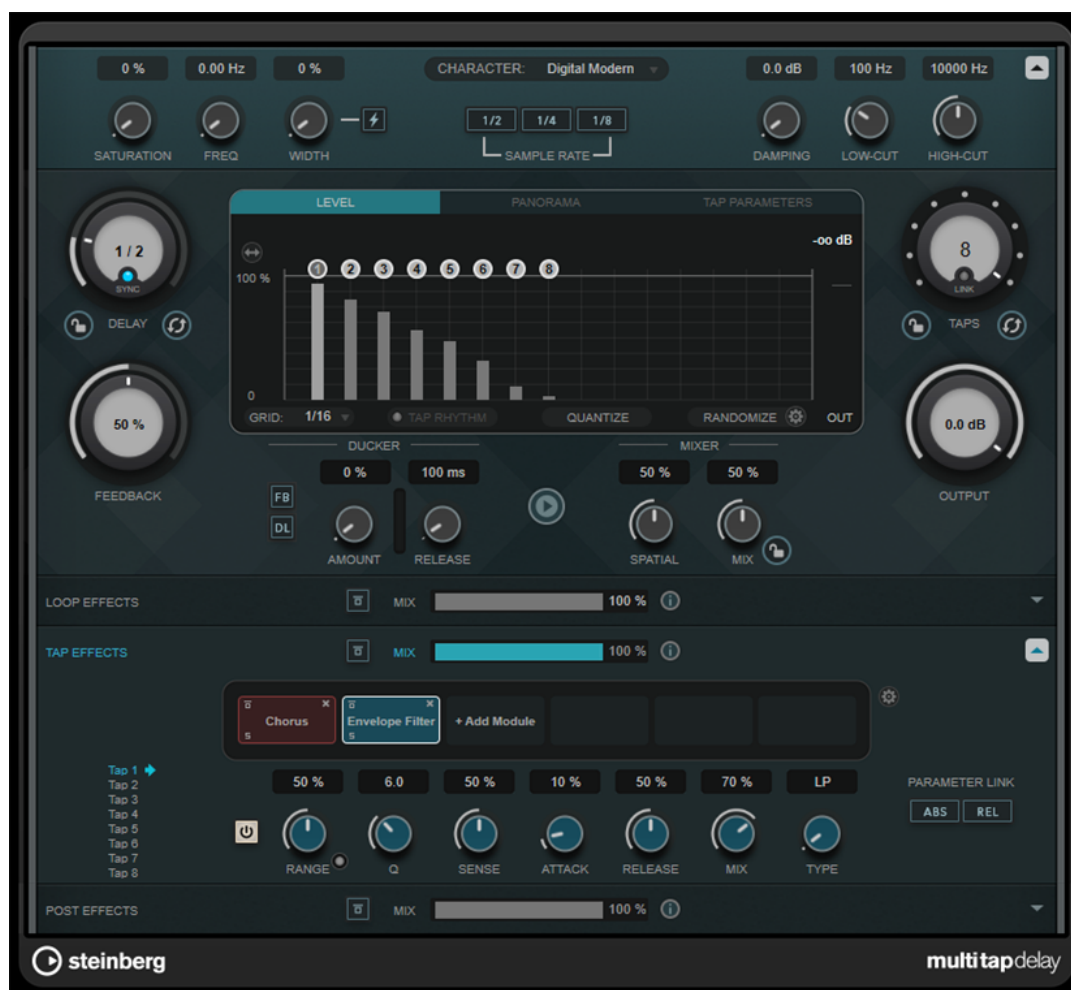 0 % 0.00 Hz 0 % CHARACTER: Digital Modern 0.0 dB 100 Hz 10000 Hz
1/2 1/4 1/8
SATURATION FREQ WIDTH SAMPLE RATE DAMPING LOW-CUT HIGH-CUT
LEVEL PANORAMA TAP PARAMETERS
-oo dB
1 / 2
SYNC
8
LINK
1 2 3 4 5 6 7 8
100 %
DELAY TAPS
0
GRID: 1/16 TAP RHYTHM QUANTIZE RANDOMIZE OUT
50 % 0.0 dB
DUCKER MIXER
0 % 100 ms 50 % 50 %
FEEDBACK OUTPUT
FB
DL
AMOUNT RELEASE SPATIAL MIX
LOOP EFFECTS MIX 100 %
TAP EFFECTS MIX 100 %
Chorus Envelope Filter + Add Module
S S
Tap 1
Tap 2
Tap 3
Tap 4
Tap 5
Tap 6
Tap 7
Tap 8
50 % 6.0 50 % 10 % 50 % 70 % LP
PARAMETER LINK
ABS REL
RANGE Q SENSE ATTACK RELEASE MIX TYPE
POST EFFECTS MIX 100 %
steinberg multitapdelay